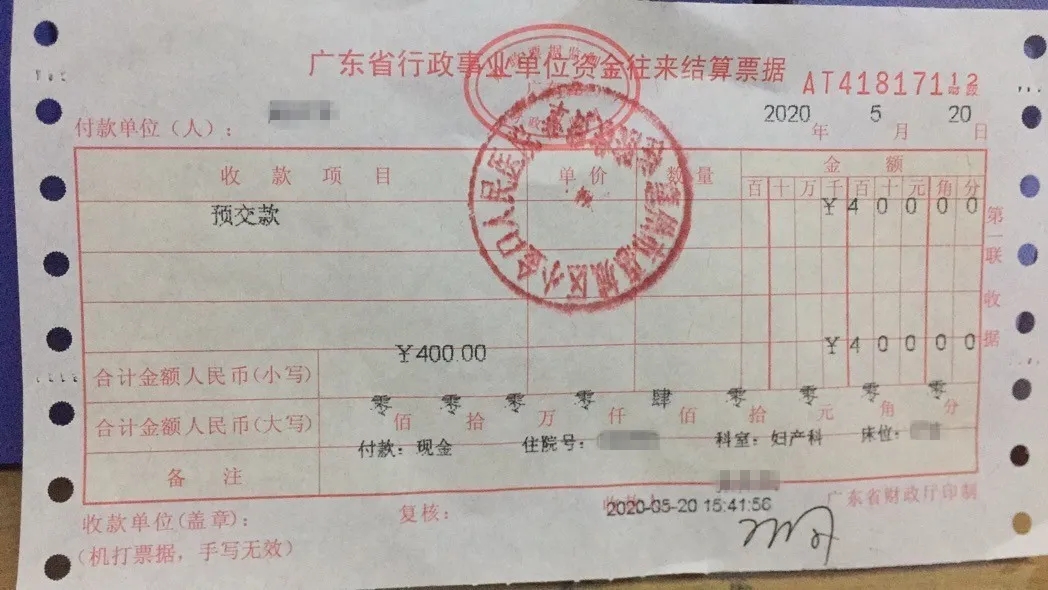 广东省行政事业单位资金往来结算票据
AT41817112
付款单位（人）：
2020 年 5 月 20 日
收款项目 单价 数量 金额
百 十 万 千 百 十 元 角 分
预交款 ¥ 4 0 0 0 0
第一联 收据
合计金额人民币(小写) ¥400.00 ¥ 4 0 0 0 0
合计金额人民币(大写) 零 佰 零 拾 零 万 零 仟 肆 佰 零 拾 零 元 零 角 零 分
备注 付款：现金 住院号： 科室：妇产科 床位：
收款单位(盖章)： 复核： 收款人
2020-05-20 15:41:56
广东省财政厅印制
（机打票据，手写无效）